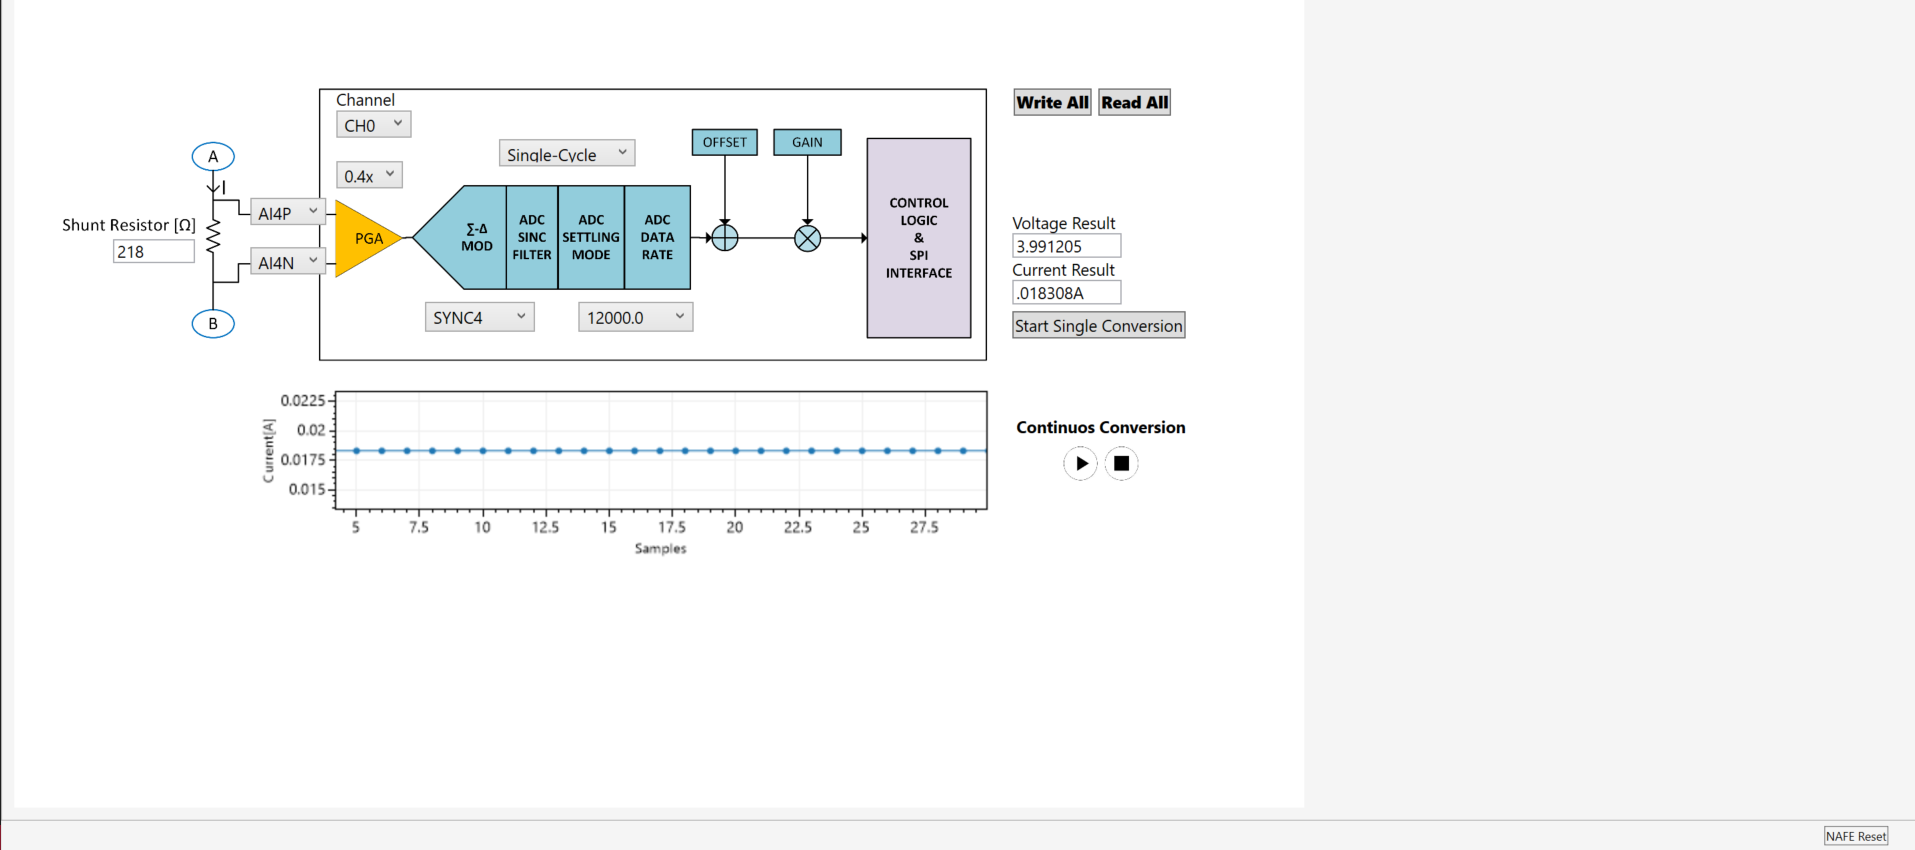 Channel
CH0
0.4x
Single-Cycle
OFFSET
GAIN
Write All
Read All
A
I
Shunt Resistor [Ω]
218
AI4P
AI4N
B
PGA
Σ-Δ
MOD
ADC
SINC
FILTER
ADC
SETTLING
MODE
ADC
DATA
RATE
SYNC4
12000.0
CONTROL
LOGIC
&
SPI
INTERFACE
Voltage Result
3.991205
Current Result
.018308A
Start Single Conversion
Current[A]
0.0225
0.02
0.0175
0.015
5
7.5
10
12.5
15
17.5
20
22.5
25
27.5
Samples
Continuos Conversion
NAFE Reset